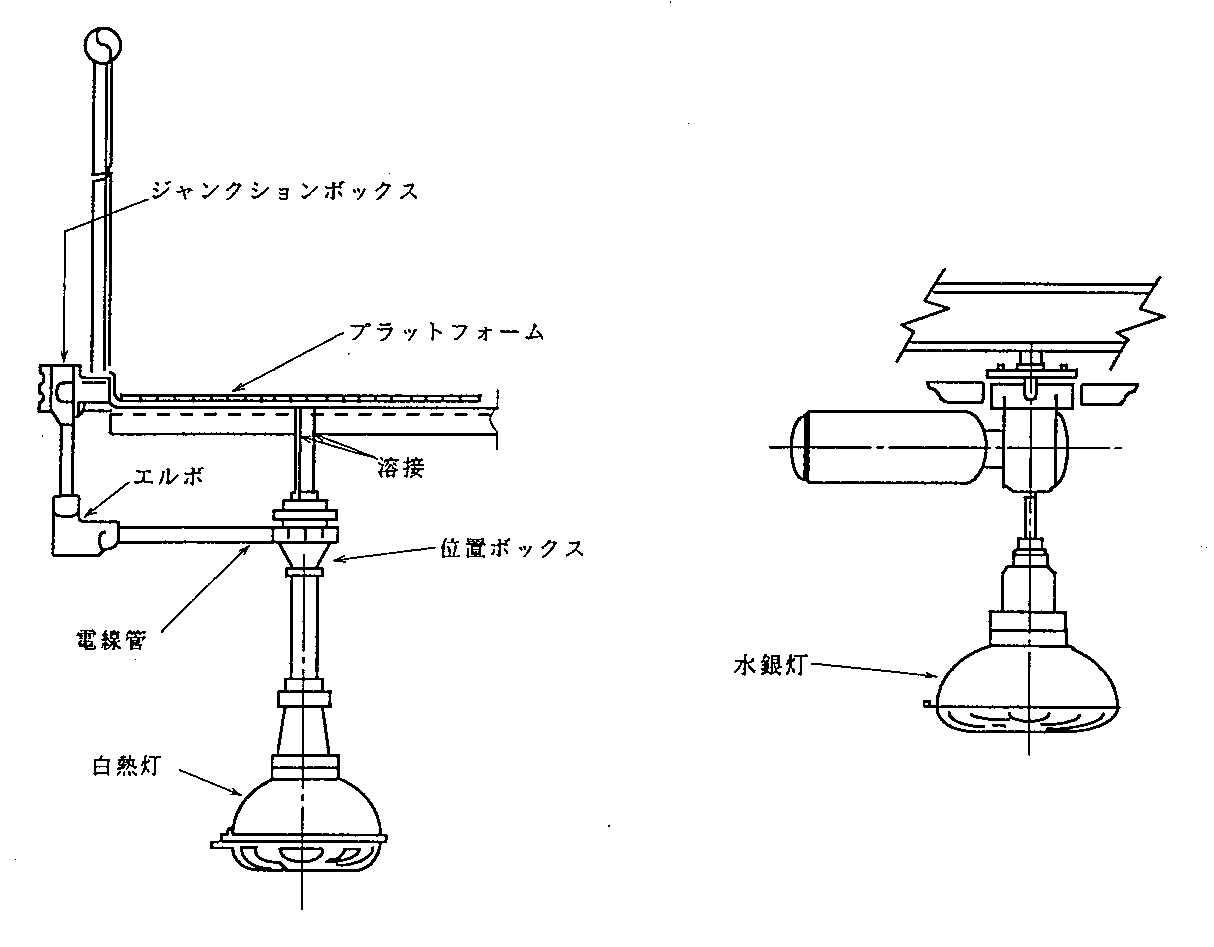 ジャンクションボックス
プラットフォーム
溶接
エルボ
位置ボックス
電線管
水銀灯
白熱灯